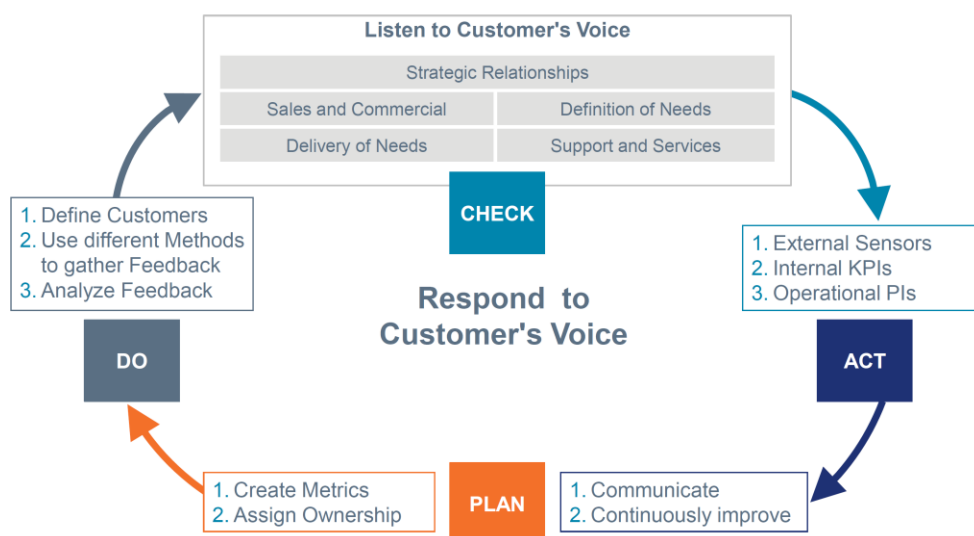 Listen to Customer's Voice
Strategic Relationships
Sales and Commercial
Definition of Needs
Delivery of Needs
Support and Services
CHECK
1. Define Customers
2. Use different Methods
to gather Feedback
3. Analyze Feedback
1. External Sensors
2. Internal KPIs
3. Operational PIs
Respond to
Customer's Voice
DO
ACT
1. Create Metrics
2. Assign Ownership
PLAN
1. Communicate
2. Continuously improve